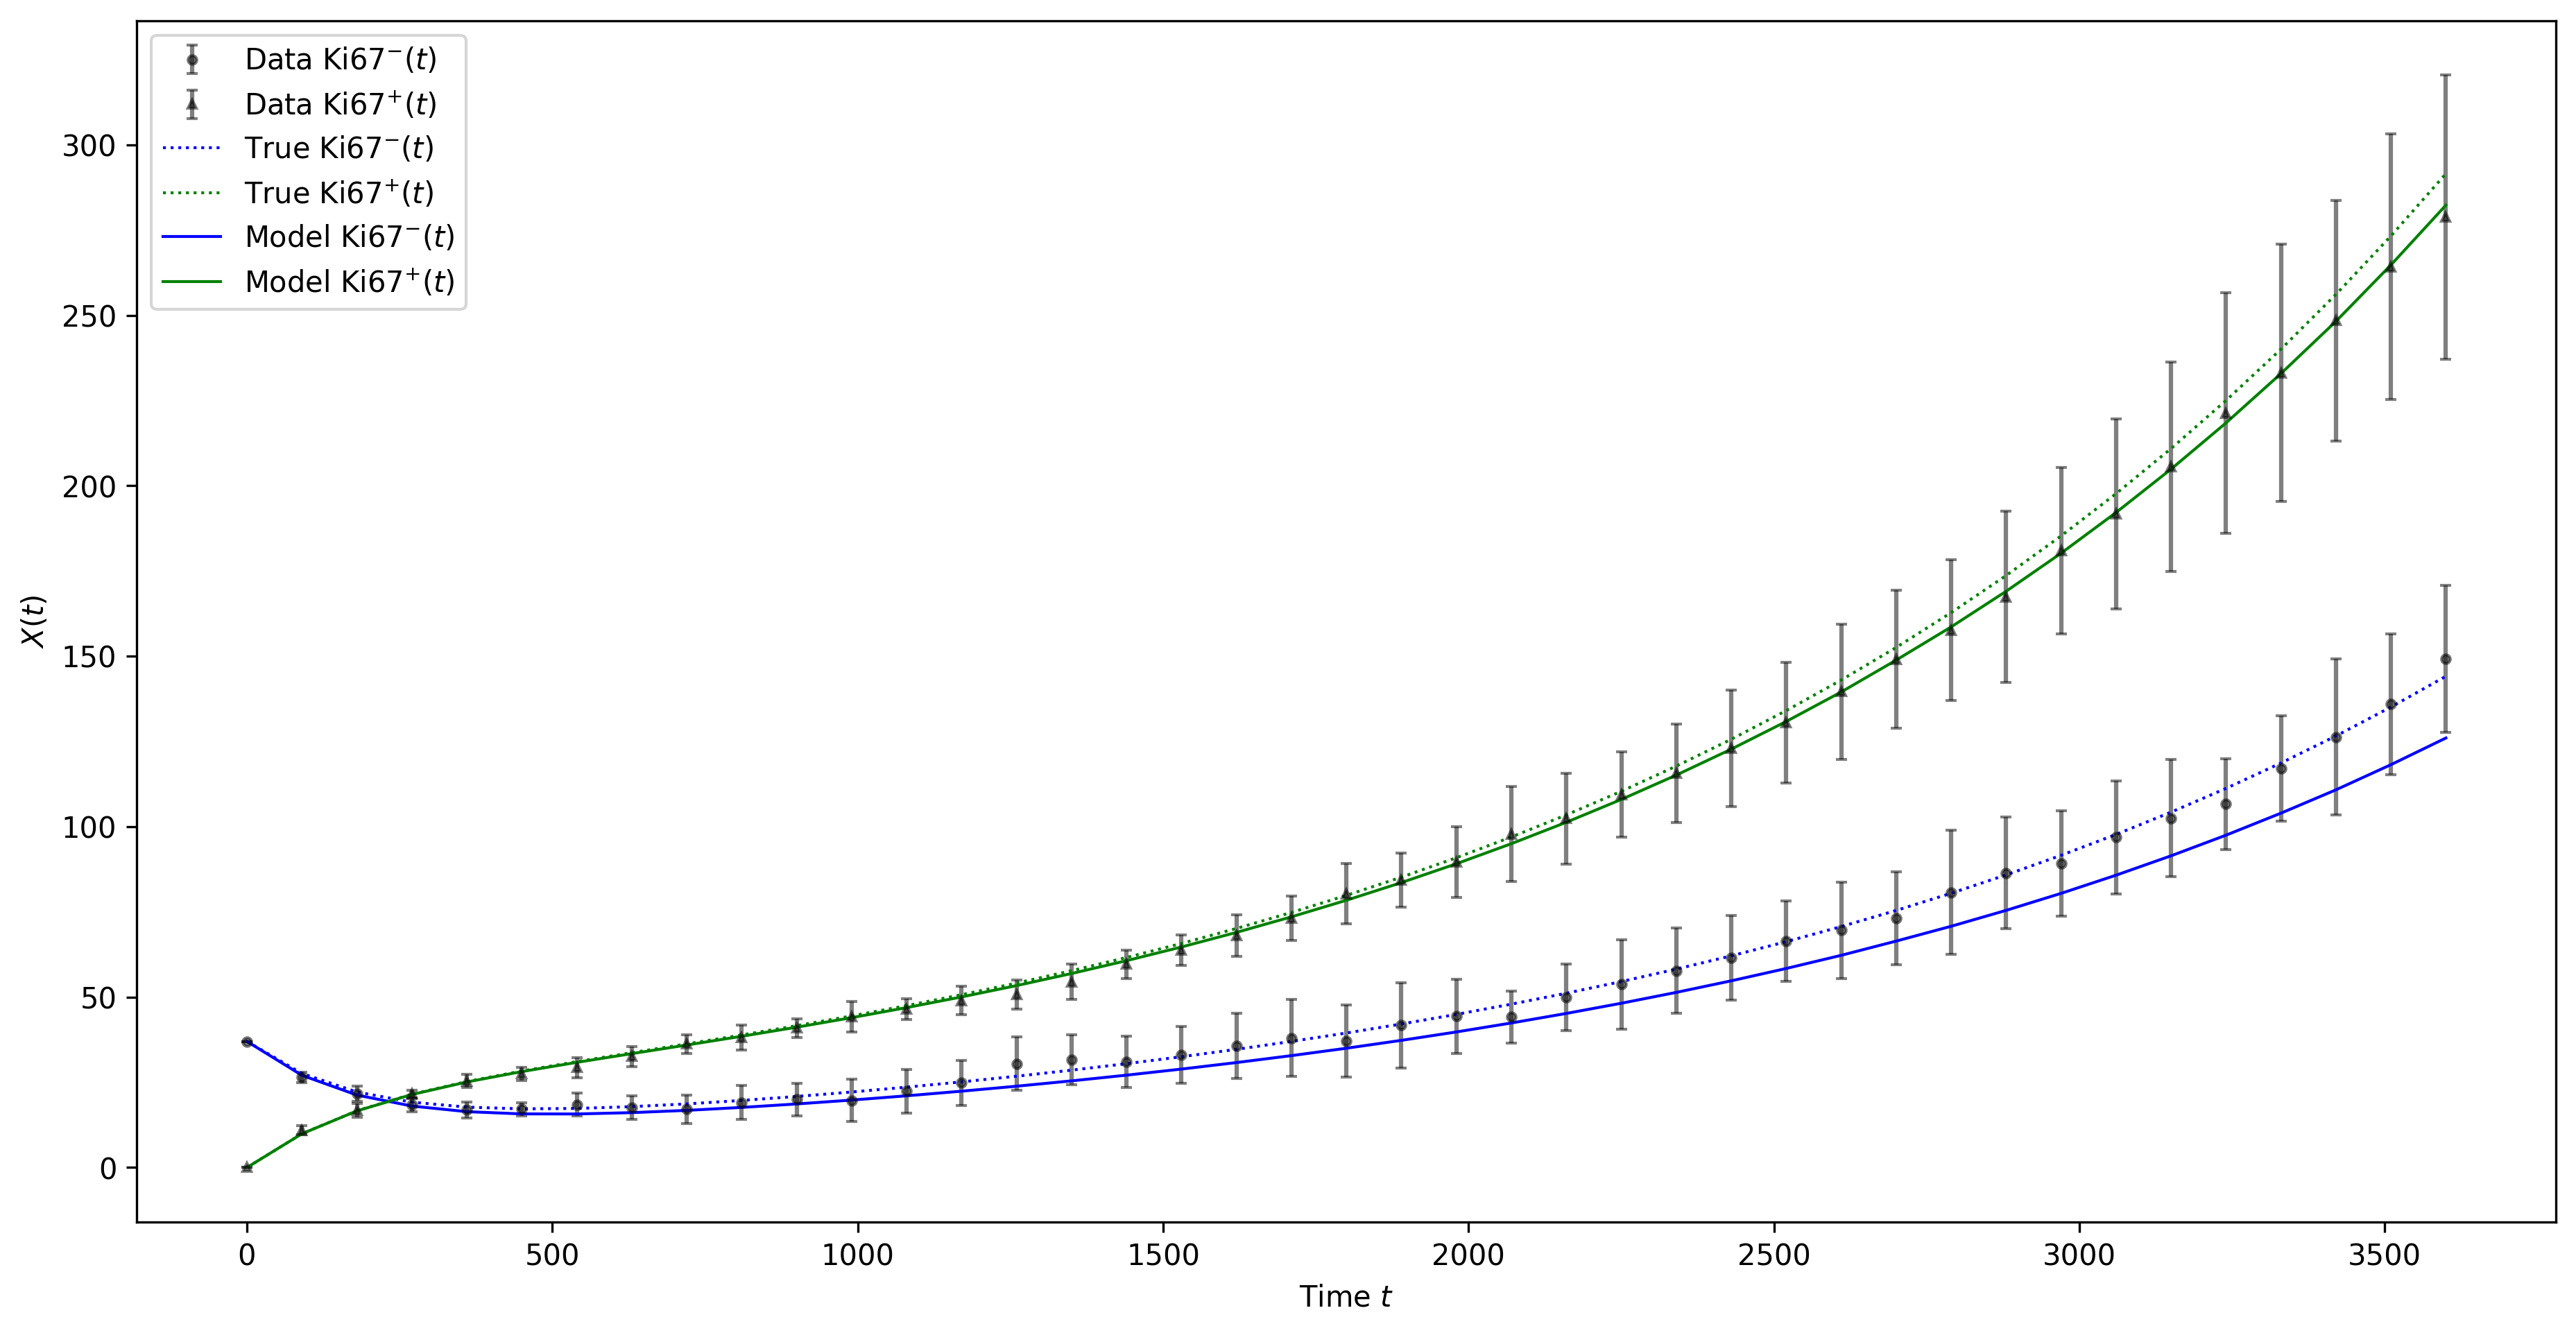 Data Ki67⁻(t)
Data Ki67⁺(t)
True Ki67⁻(t)
True Ki67⁺(t)
Model Ki67⁻(t)
Model Ki67⁺(t)
300
250
200
150
100
50
0
X(t)
0 500 1000 1500 2000 2500 3000 3500
Time t